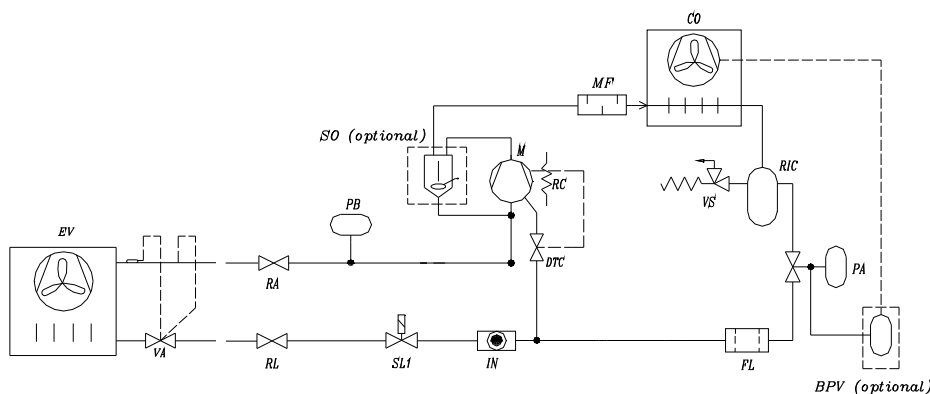 CO
MF
SO (optional)
M
RC
RIC
VS
PB
EV
DTC
PA
RA
VA
RL
SL1
IN
FL
BPV (optional)